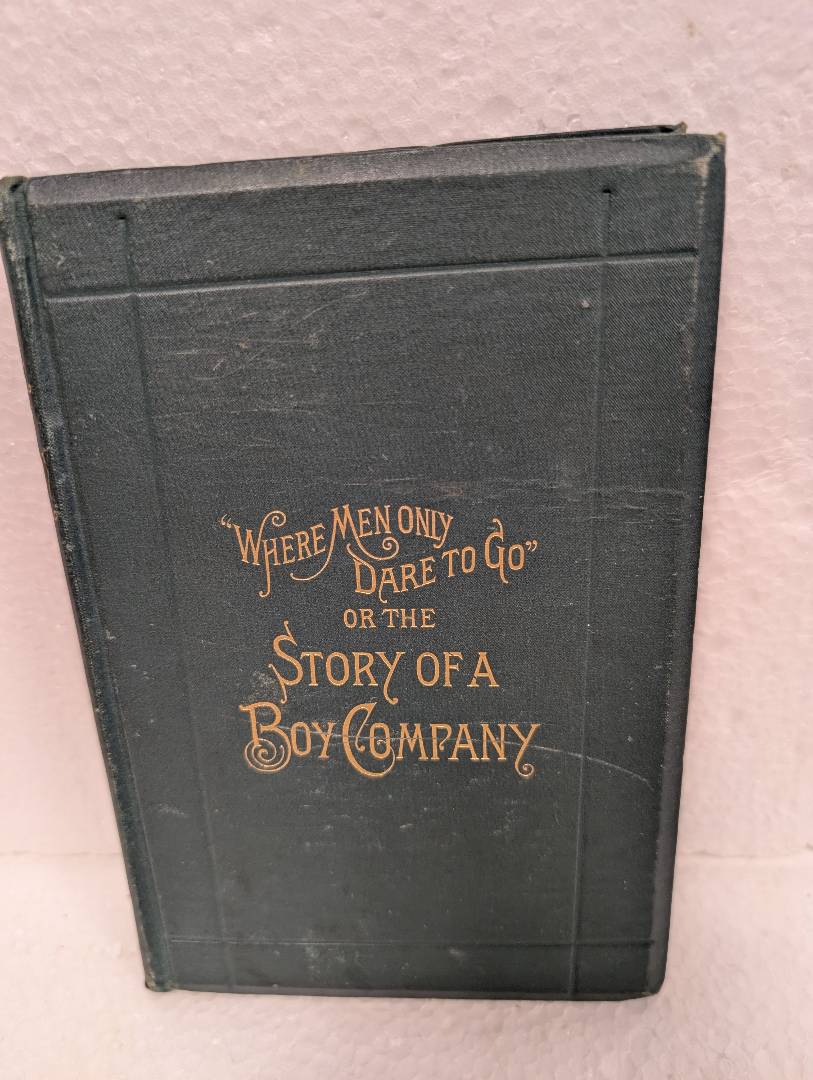 "WHERE MEN ONLY
DARE TO GO"
OR THE
STORY OF A
BOY COMPANY